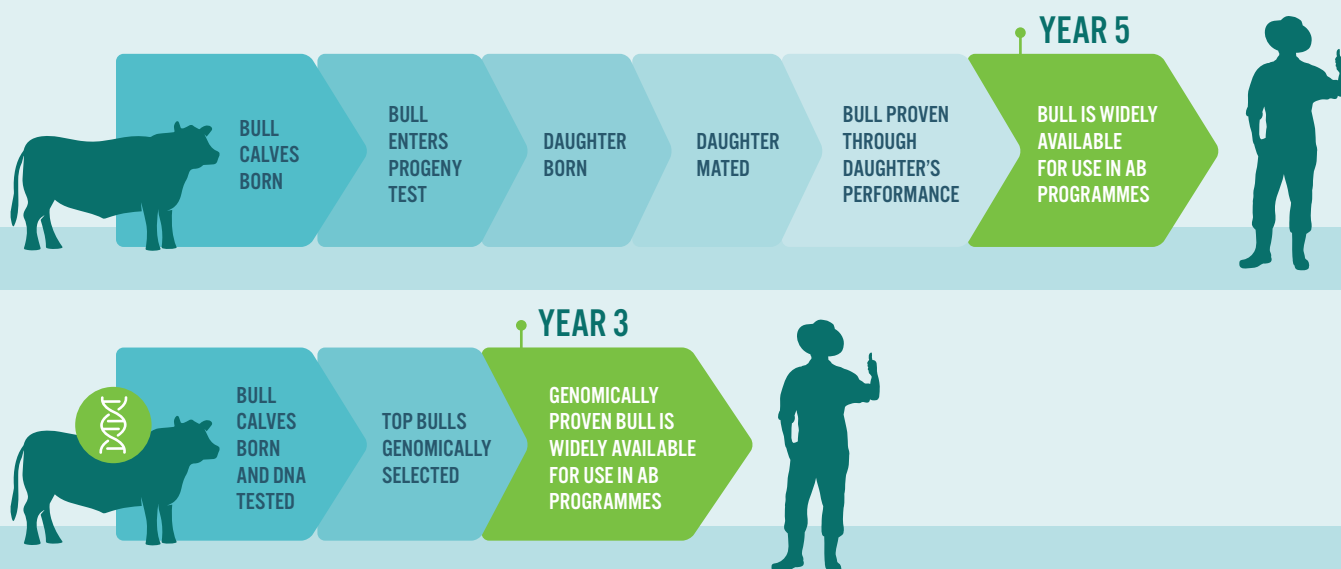 YEAR 5
BULL
CALVES
BORN
BULL
ENTERS
PROGENY
TEST
DAUGHTER
BORN
DAUGHTER
MATED
BULL PROVEN
THROUGH
DAUGHTER'S
PERFORMANCE
BULL IS WIDELY
AVAILABLE
FOR USE IN AB
PROGRAMMES
YEAR 3
BULL
CALVES
BORN
AND DNA
TESTED
TOP BULLS
GENOMICALLY
SELECTED
GENOMICALLY
PROVEN BULL IS
WIDELY AVAILABLE
FOR USE IN AB
PROGRAMMES